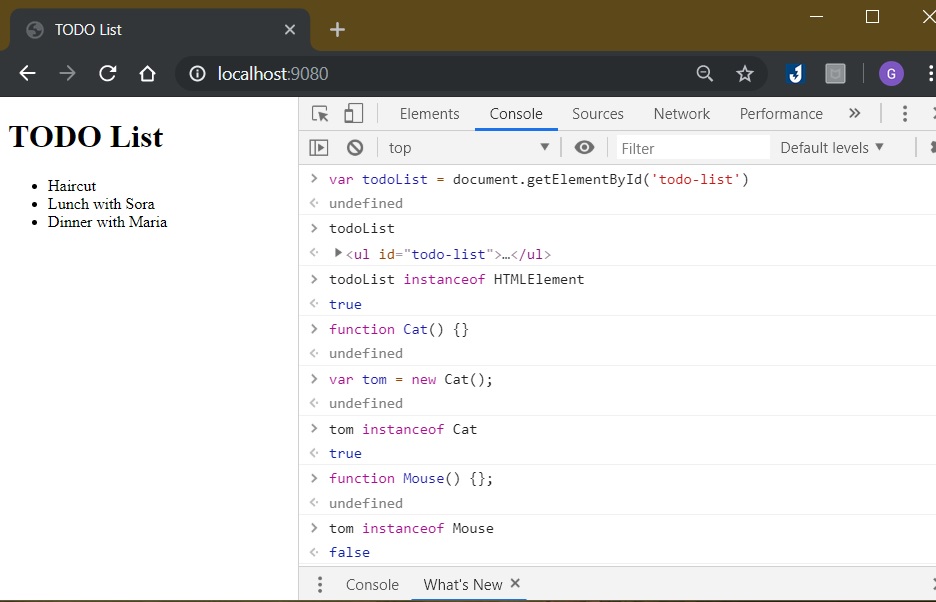 TODO List
localhost:9080
G
TODO List
Haircut
Lunch with Sora
Dinner with Maria
Elements Console Sources Network Performance
top Filter Default levels
var todoList = document.getElementById('todo-list')
undefined
todoList
<ul id="todo-list">…</ul>
todoList instanceof HTMLElement
true
function Cat() {}
undefined
var tom = new Cat();
undefined
tom instanceof Cat
true
function Mouse() {};
undefined
tom instanceof Mouse
false
Console What's New